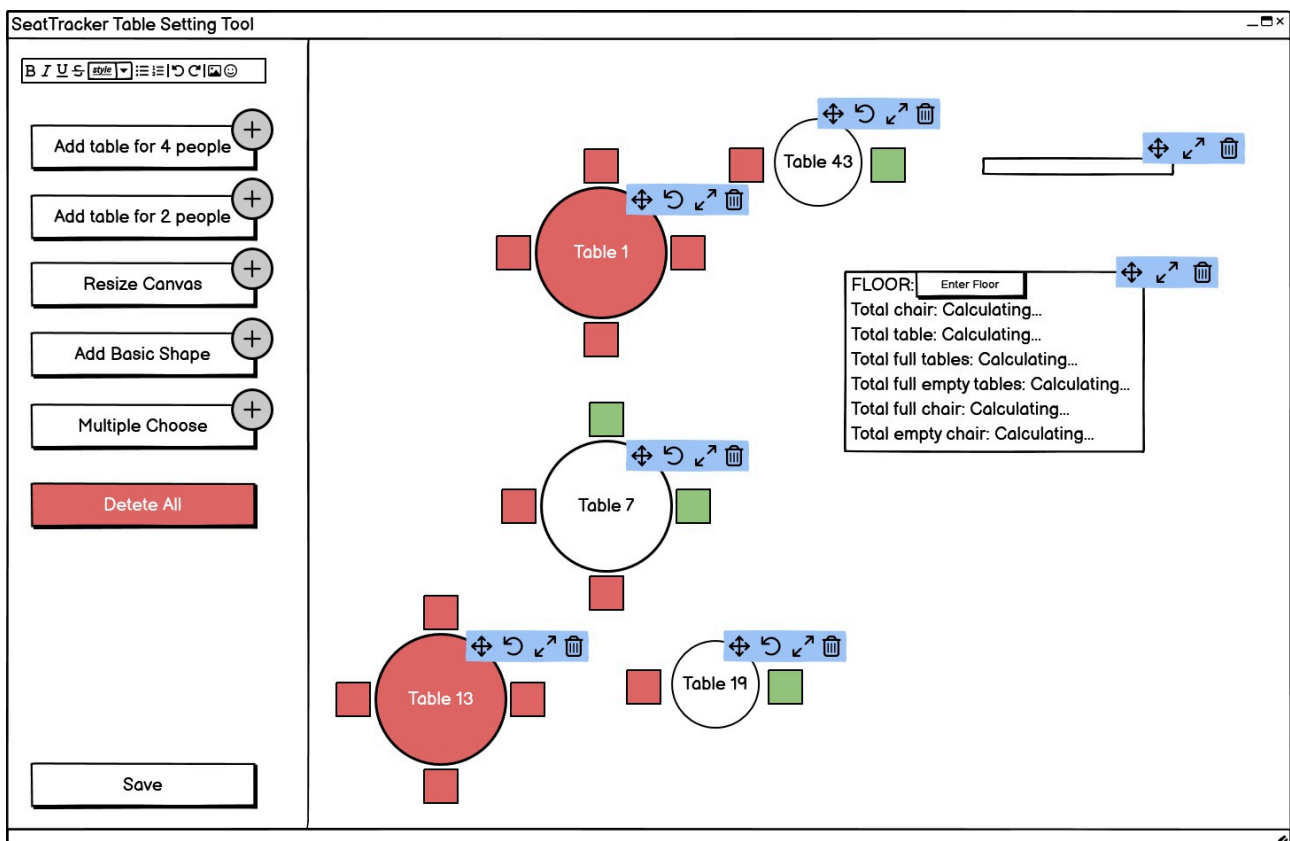 SeatTracker Table Setting Tool
B I U S style
Add table for 4 people
Add table for 2 people
Resize Canvas
Add Basic Shape
Multiple Choose
Detete All
Save
Table 43
Table 1
FLOOR: Enter Floor
Total chair: Calculating...
Total table: Calculating...
Total full tables: Calculating...
Total full empty tables: Calculating...
Total full chair: Calculating...
Total empty chair: Calculating...
Table 7
Table 13
Table 19